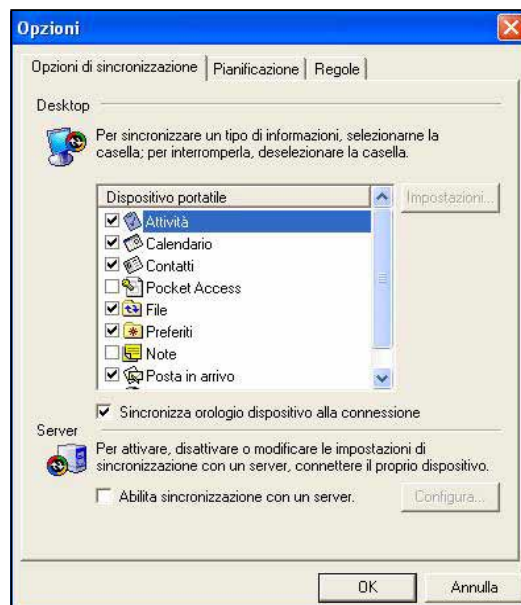 Opzioni
Opzioni di sincronizzazione Pianificazione Regole
Desktop
Per sincronizzare un tipo di informazioni, selezionarne la
casella; per interromperla, deselezionare la casella.
Dispositivo portatile Impostazioni...
Attività
Calendario
Contatti
Pocket Access
File
Preferiti
Note
Posta in arrivo
Sincronizza orologio dispositivo alla connessione
Server
Per attivare, disattivare o modificare le impostazioni di
sincronizzazione con un server, connettere il proprio dispositivo.
Abilita sincronizzazione con un server. Configura...
OK Annulla